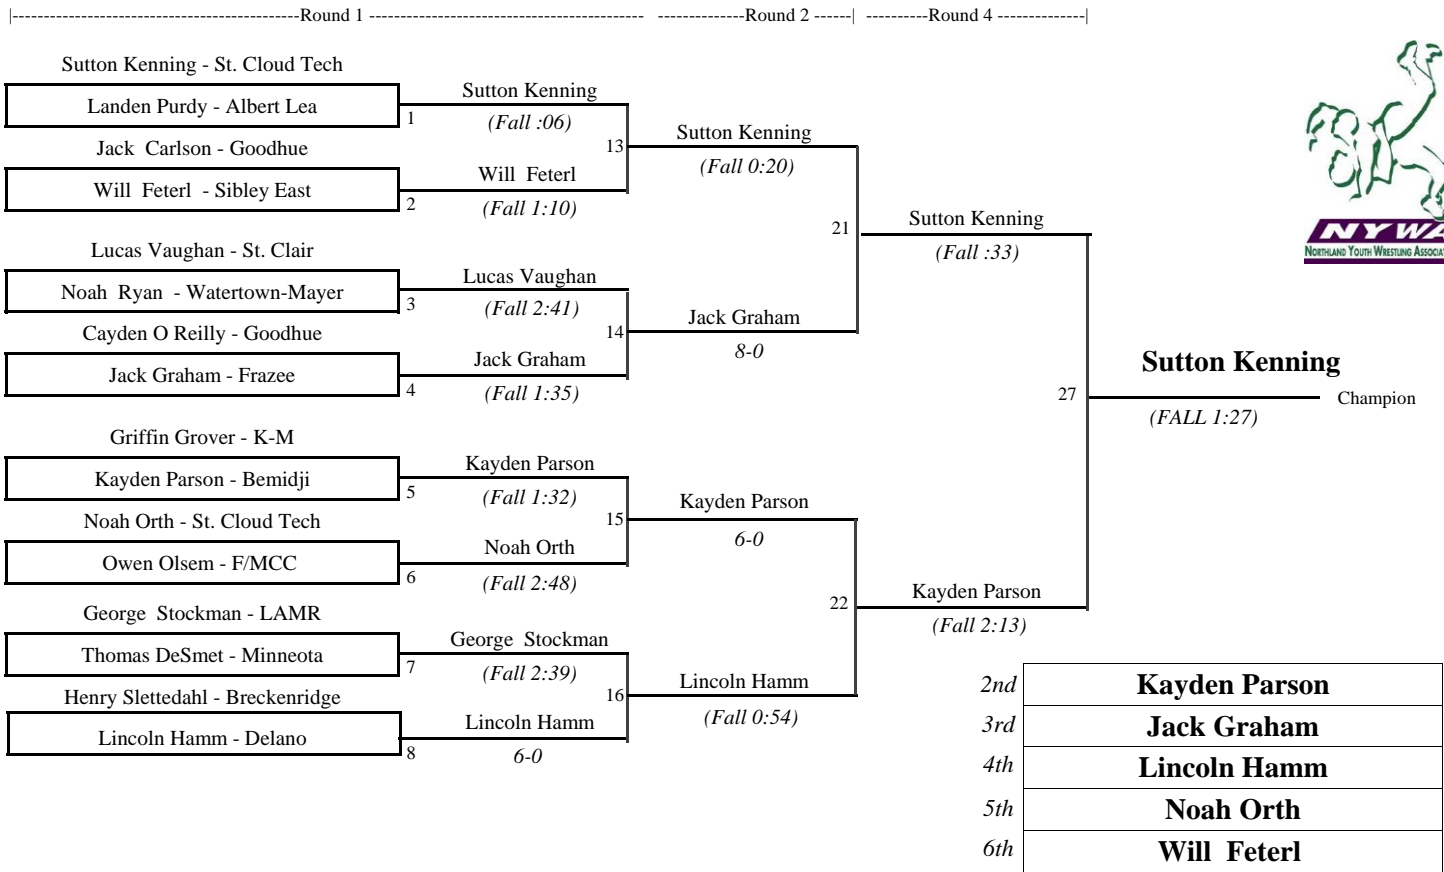 |----------------------------------------------Round 1 --------------------------------------------
--------------Round 2 ------|
----------Round 4 --------------|
Sutton Kenning - St. Cloud Tech
Landen Purdy - Albert Lea
1
Jack Carlson - Goodhue
Will Feterl - Sibley East
2
Lucas Vaughan - St. Clair
Noah Ryan - Watertown-Mayer
3
Cayden O Reilly - Goodhue
Jack Graham - Frazee
4
Griffin Grover - K-M
Kayden Parson - Bemidji
5
Noah Orth - St. Cloud Tech
Owen Olsem - F/MCC
6
George Stockman - LAMR
Thomas DeSmet - Minneota
7
Henry Slettedahl - Breckenridge
Lincoln Hamm - Delano
8
Sutton Kenning
(Fall :06)
13
Will Feterl
(Fall 1:10)
Lucas Vaughan
(Fall 2:41)
14
Jack Graham
(Fall 1:35)
Kayden Parson
(Fall 1:32)
15
Noah Orth
(Fall 2:48)
George Stockman
(Fall 2:39)
16
Lincoln Hamm
6-0
Sutton Kenning
(Fall 0:20)
21
Jack Graham
8-0
Kayden Parson
6-0
22
Lincoln Hamm
(Fall 0:54)
Sutton Kenning
(Fall :33)
27
Kayden Parson
(Fall 2:13)
NYWA
NORTHLAND YOUTH WRESTLING
Sutton Kenning
Champion
(FALL 1:27)
2nd Kayden Parson
3rd Jack Graham
4th Lincoln Hamm
5th Noah Orth
6th Will Feterl